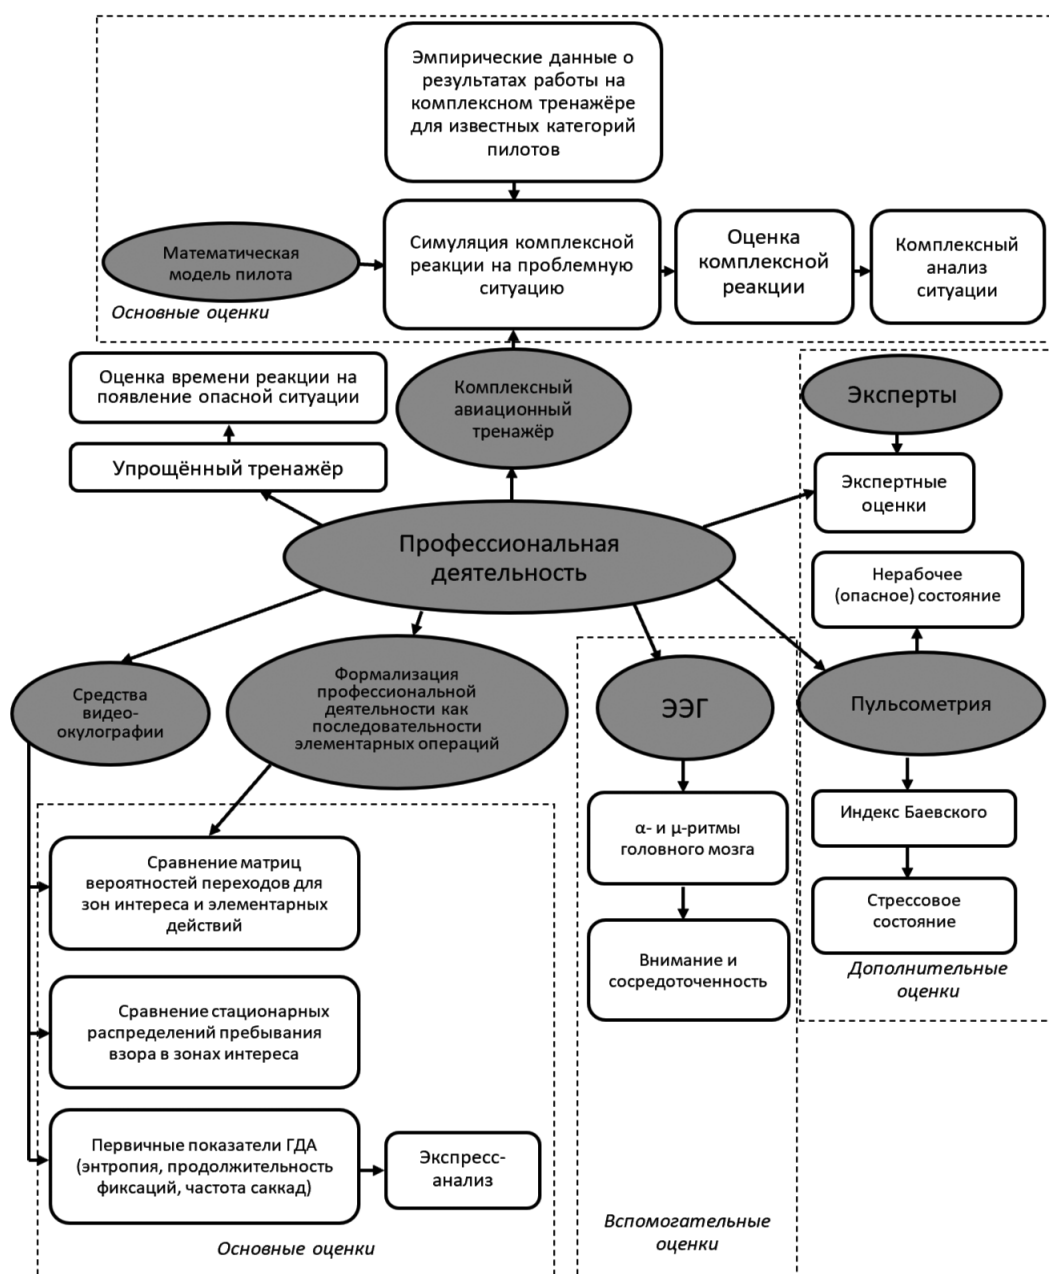 Эмпирические данные о
результатах работы на
комплексном тренажёре
для известных категорий
пилотов
Математическая
модель пилота
Симуляция комплексной
реакции на проблемную
ситуацию
Оценка
комплексной
реакции
Комплексный
анализ
ситуации
Основные оценки
Оценка времени реакции на
появление опасной ситуации
Комплексный
авиационный
тренажёр
Эксперты
Упрощённый тренажёр
Экспертные
оценки
Профессиональная
деятельность
Нерабочее
(опасное) состояние
Средства
видео-
окулографии
Формализация
профессиональной
деятельности как
последовательности
элементарных операций
ЭЭГ
Пульсометрия
α- и μ-ритмы
головного мозга
Индекс Баевского
Сравнение матриц
вероятностей переходов для
зон интереса и элементарных
действий
Стрессовое
состояние
Внимание и
сосредоточенность
Дополнительные
оценки
Сравнение стационарных
распределений пребывания
взора в зонах интереса
Первичные показатели ГДА
(энтропия, продолжительность
фиксаций, частота саккад)
Экспресс-
анализ
Вспомогательные
оценки
Основные оценки